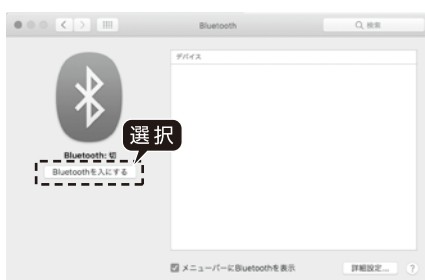 Bluetooth
検索
デバイス
選択
Bluetooth: 切
Bluetoothを入にする
メニューバーにBluetoothを表示
詳細設定...
?